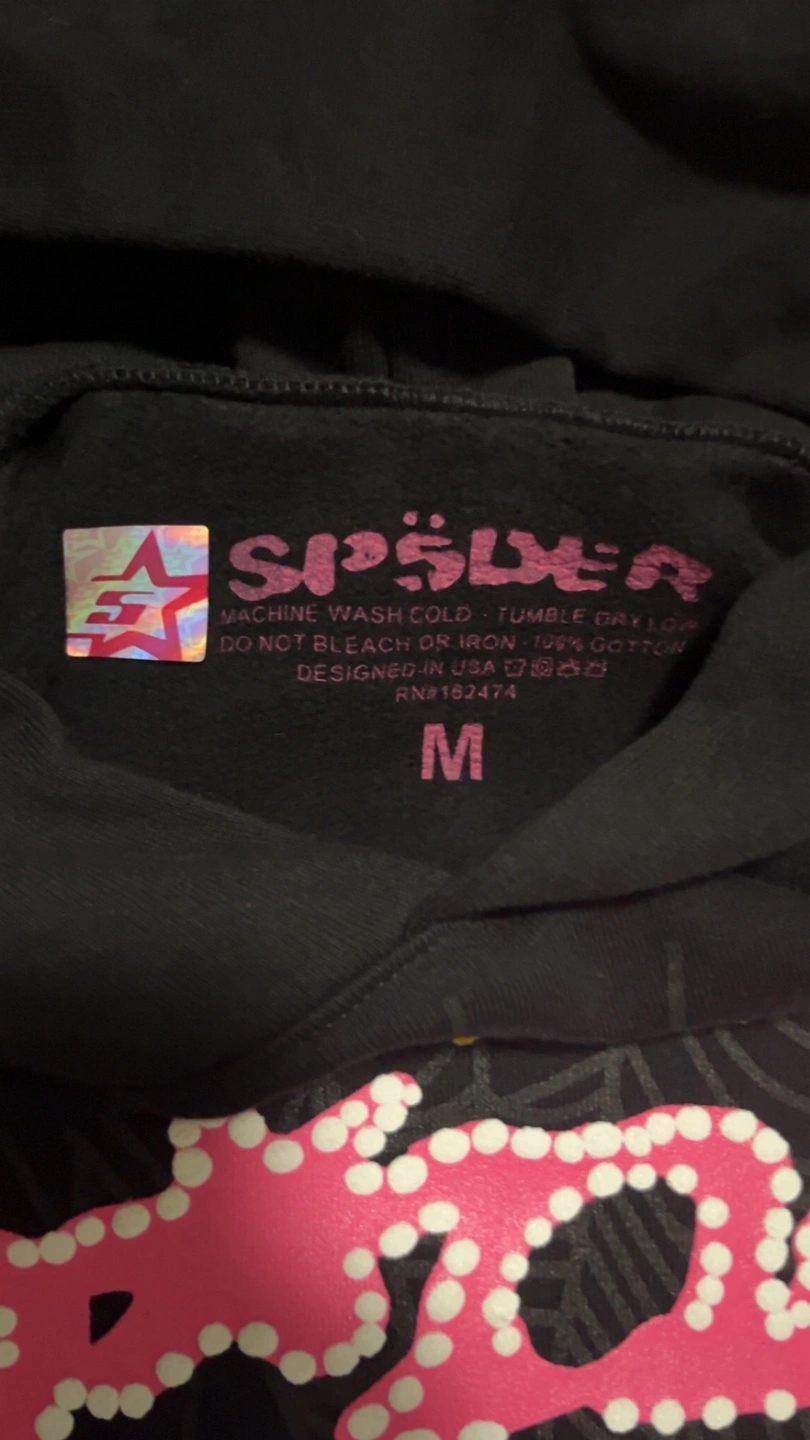 S
SP5DER
MACHINE WASH COLD · TUMBLE DRY LOW
DO NOT BLEACH OR IRON · 100% COTTON
DESIGNED IN USA
RN#162474
M